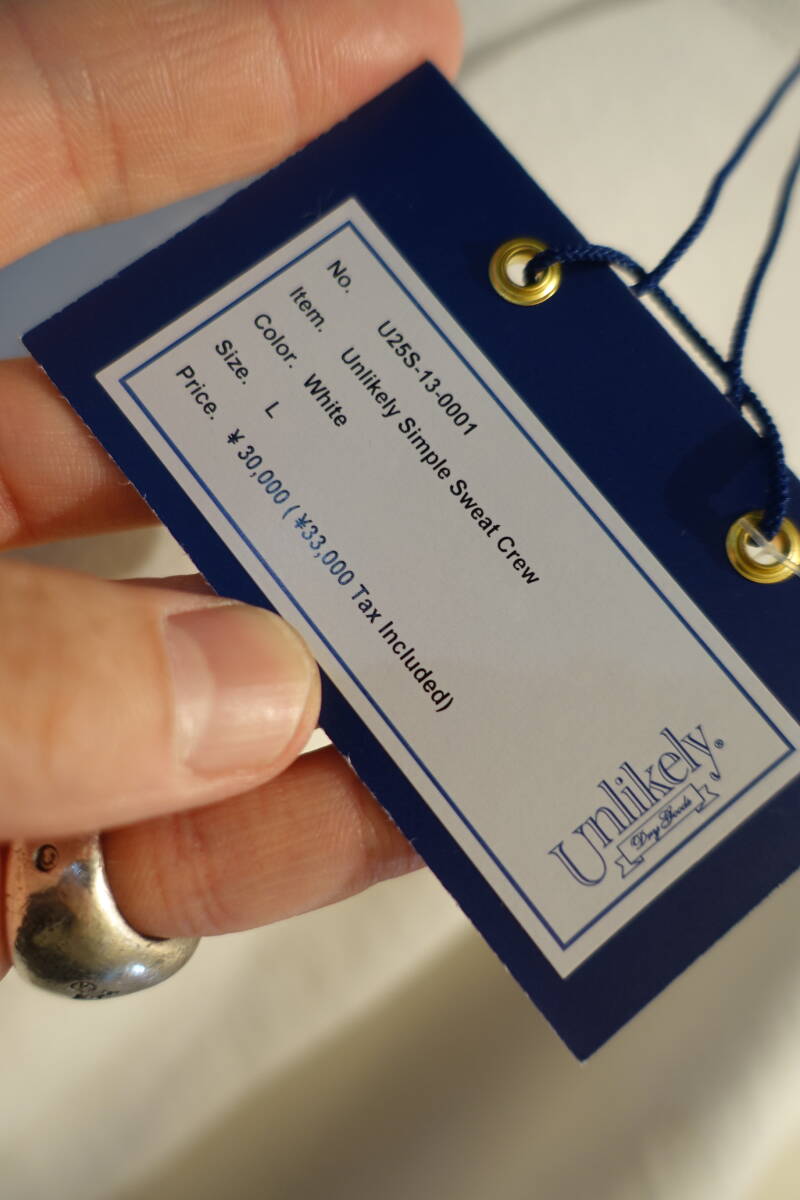 No. U25S-13-0001
Item. Unlikely Simple Sweat Crew
Color. White
Size. L
Price. ¥30,000 (¥33,000 Tax Included)
Unlikely®
Dry Goods